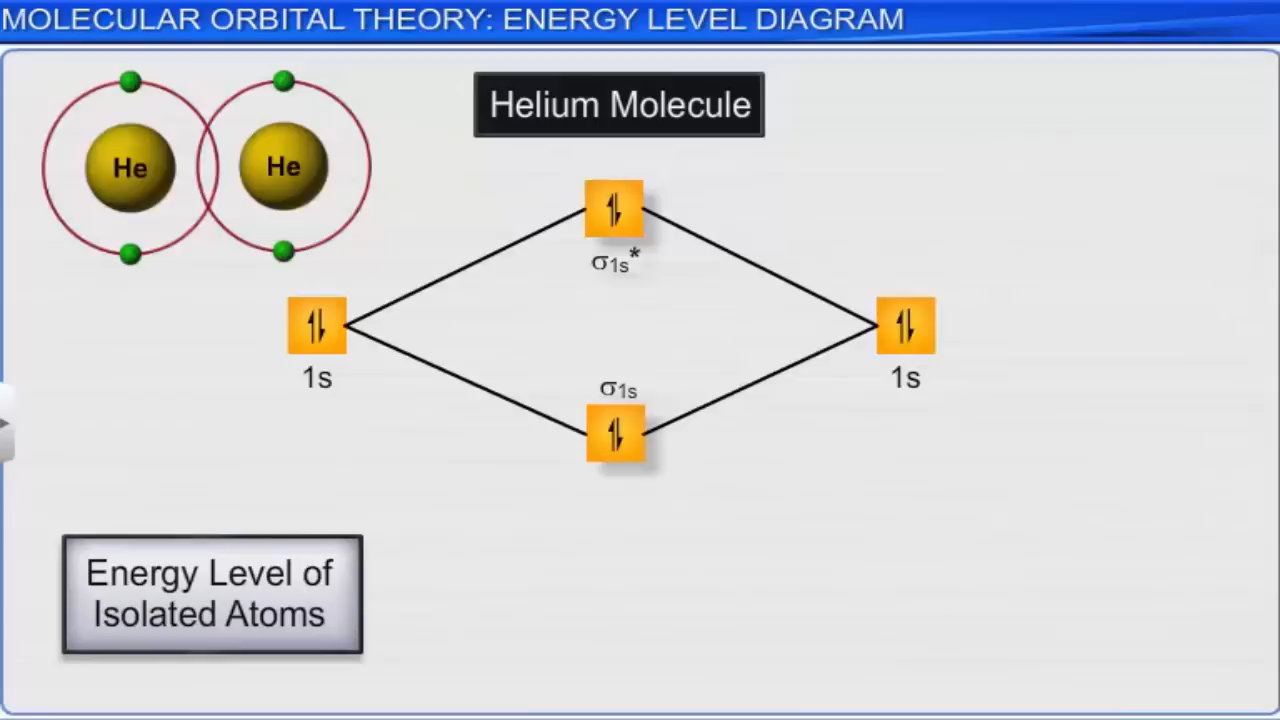 MOLECULAR ORBITAL THEORY: ENERGY LEVEL DIAGRAM
Helium Molecule
He He
σ1s*
1s 1s
σ1s
Energy Level of
Isolated Atoms